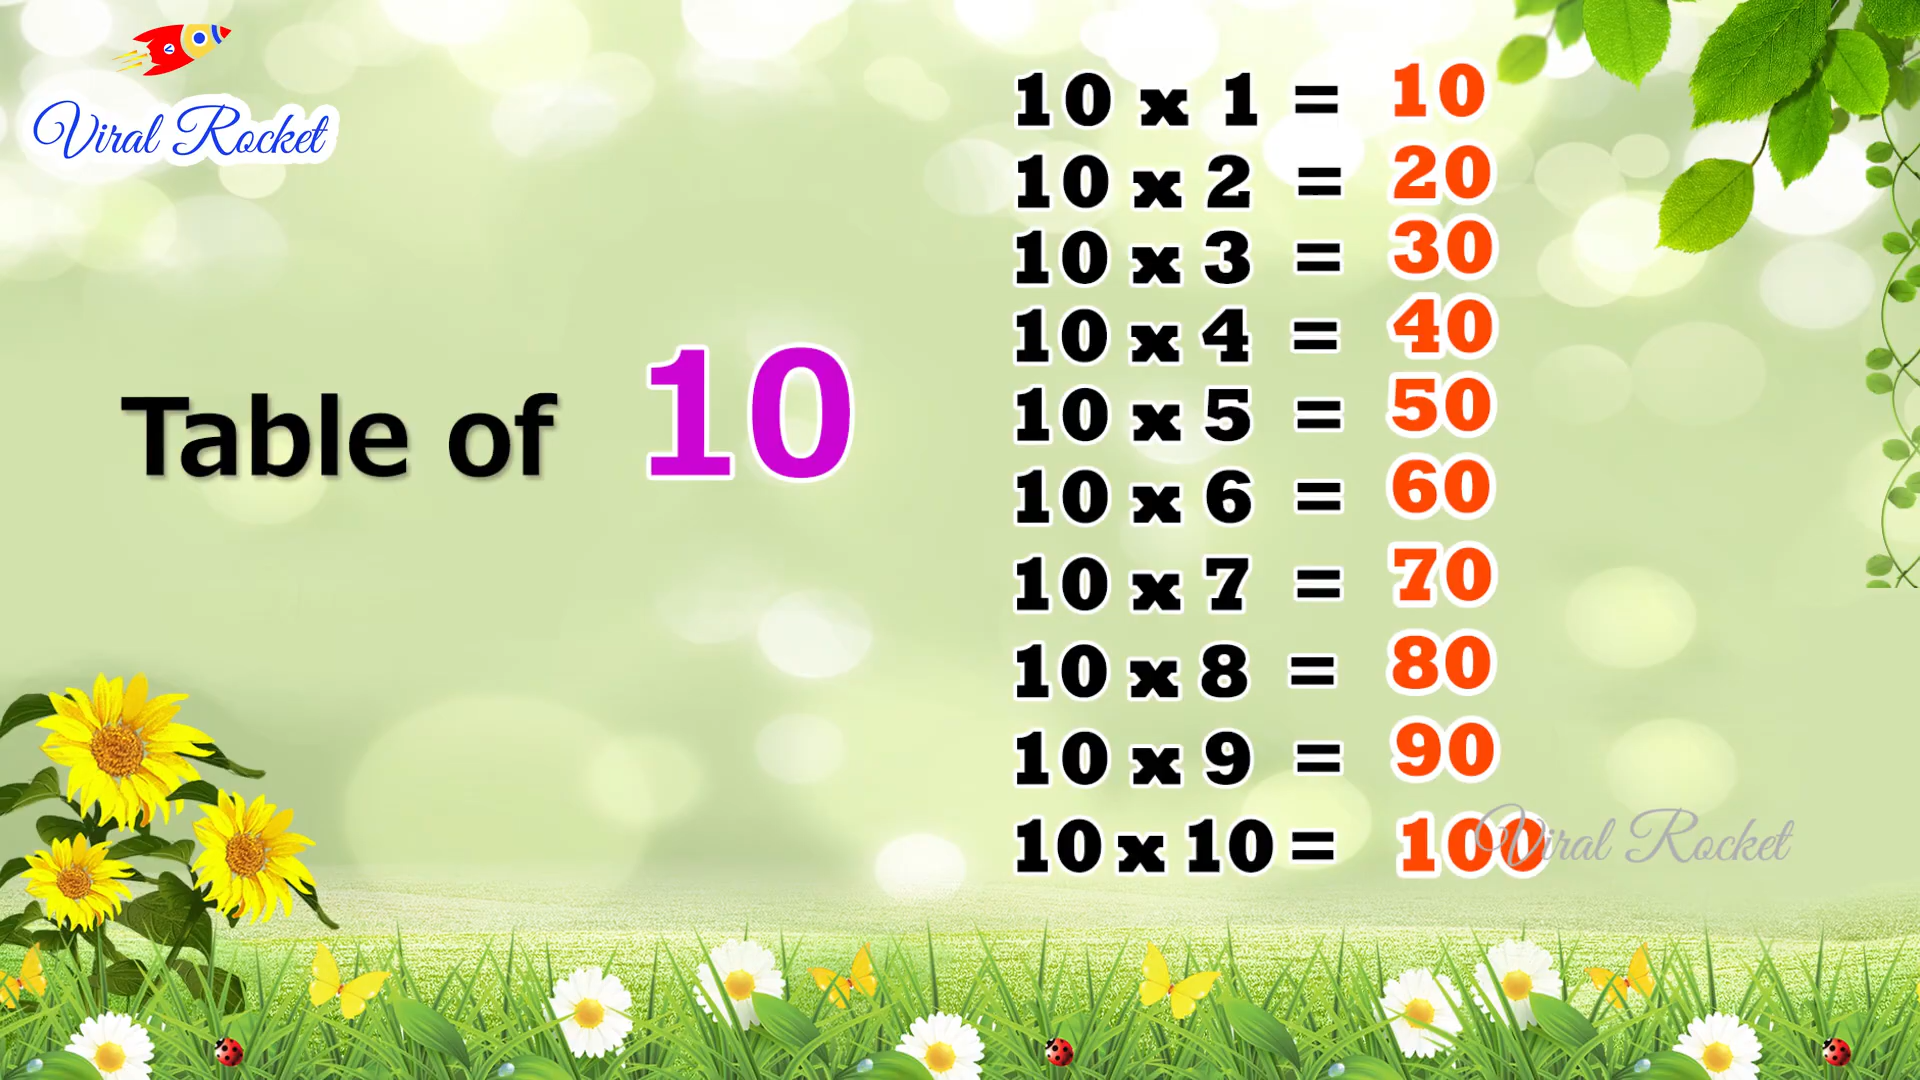 Viral Rocket
Table of 10
10 x 1 = 10
10 x 2 = 20
10 x 3 = 30
10 x 4 = 40
10 x 5 = 50
10 x 6 = 60
10 x 7 = 70
10 x 8 = 80
10 x 9 = 90
10 x 10 = 100
Viral Rocket